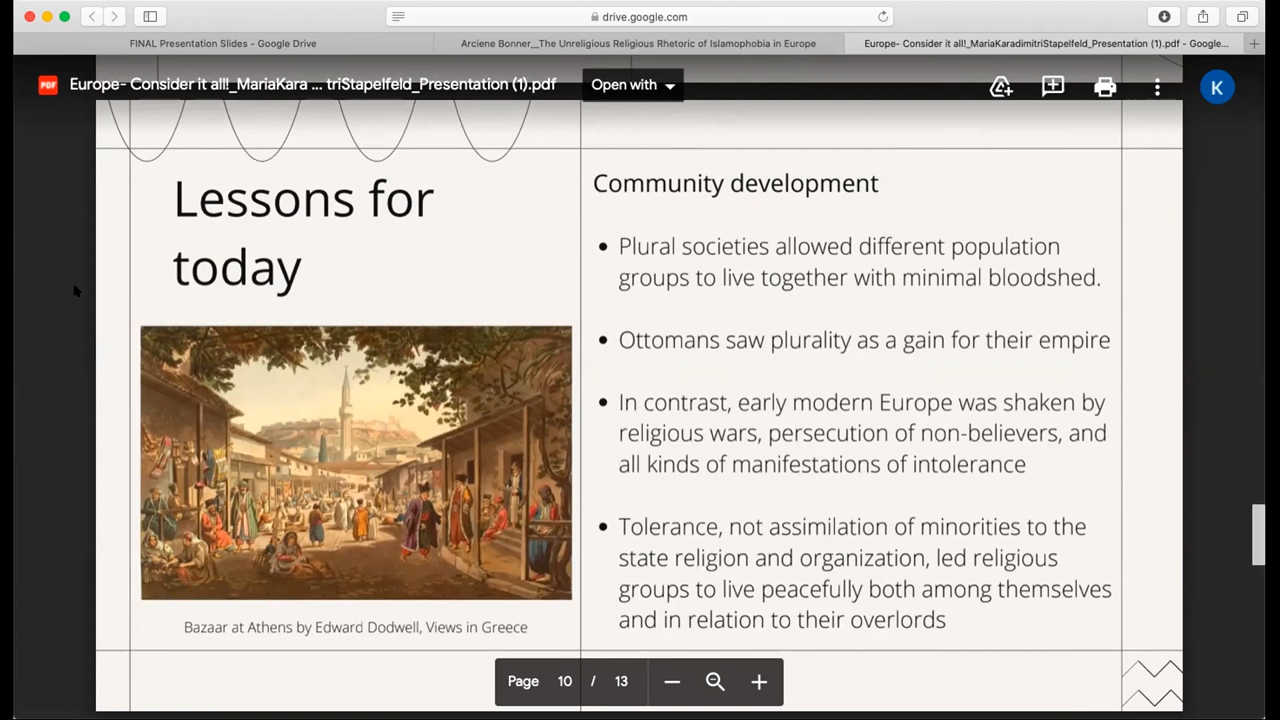 drive.google.com
FINAL Presentation Slides - Google Drive
Arciene Bonner__The Unreligious Religious Rhetoric of Islamophobia in Europe
Europe- Consider it all!_MariaKaradimitriStapelfeld_Presentation (1).pdf - Google...
PDF
Europe- Consider it all!_MariaKara ... triStapelfeld_Presentation (1).pdf
Open with
K
Lessons for
today
Bazaar at Athens by Edward Dodwell, Views in Greece
Community development
• Plural societies allowed different population
groups to live together with minimal bloodshed.
• Ottomans saw plurality as a gain for their empire
• In contrast, early modern Europe was shaken by
religious wars, persecution of non-believers, and
all kinds of manifestations of intolerance
• Tolerance, not assimilation of minorities to the
state religion and organization, led religious
groups to live peacefully both among themselves
and in relation to their overlords
Page 10 / 13